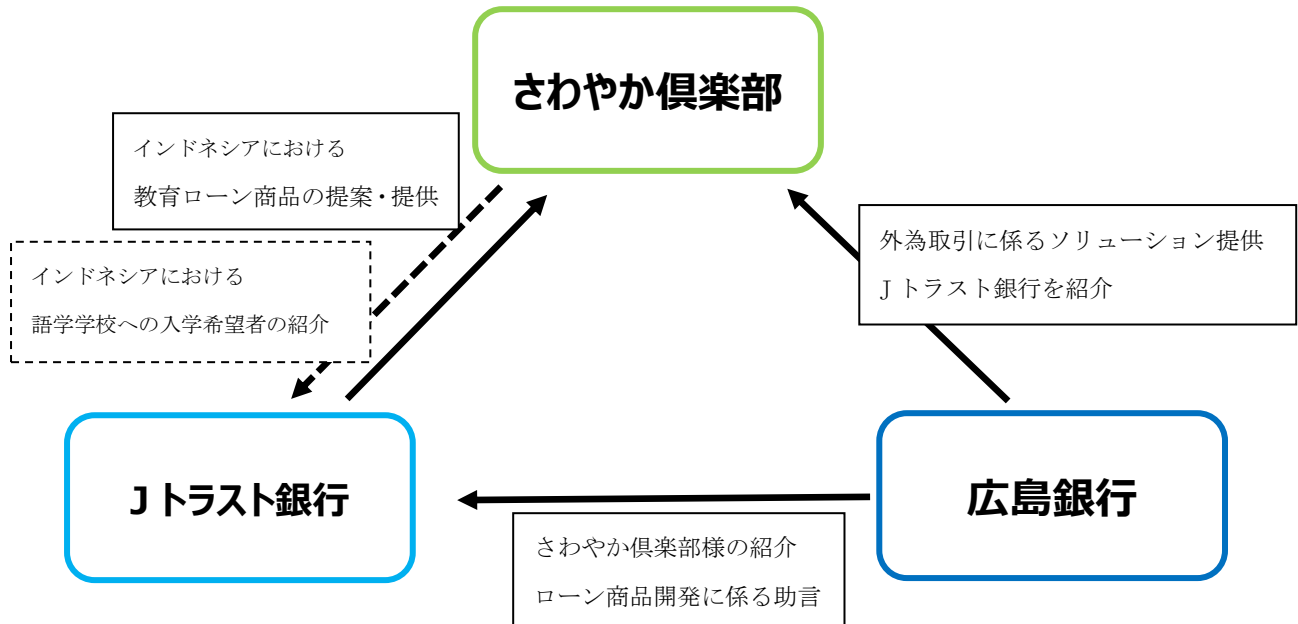 さわやか倶楽部
インドネシアにおける
教育ローン商品の提案・提供
インドネシアにおける
語学学校への入学希望者の紹介
外為取引に係るソリューション提供
Jトラスト銀行を紹介
Jトラスト銀行
広島銀行
さわやか倶楽部様の紹介
ローン商品開発に係る助言